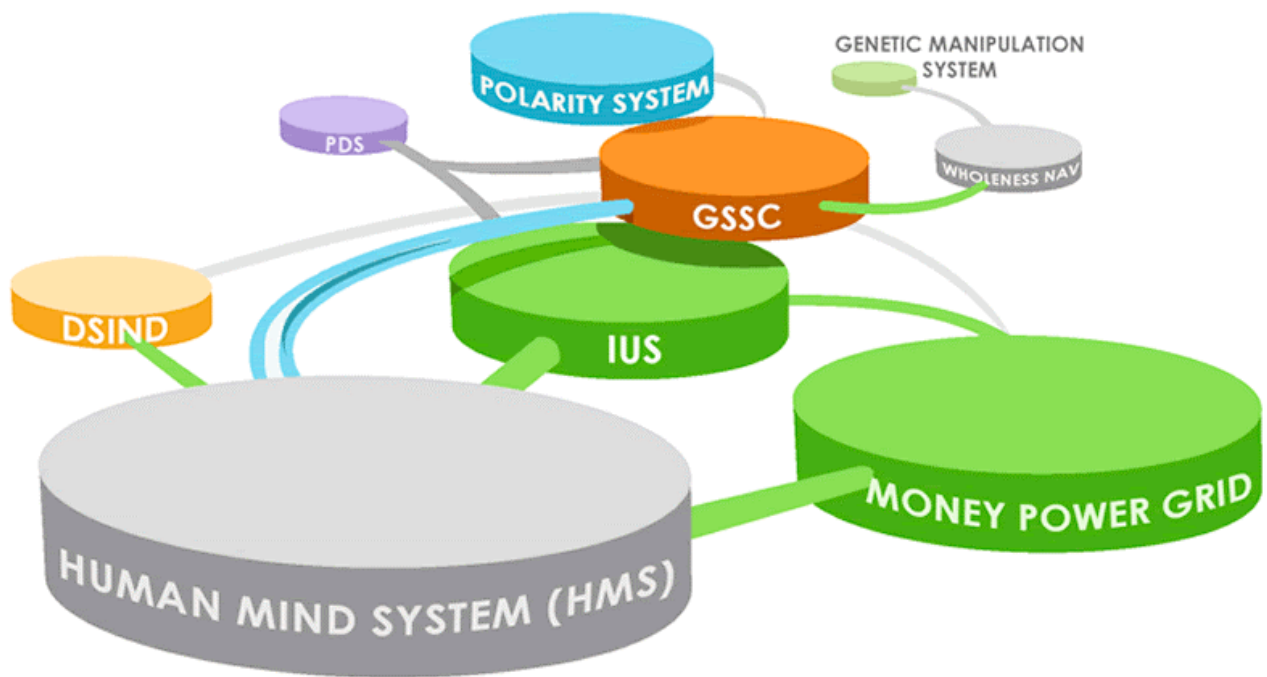 GENETIC MANIPULATION
SYSTEM
POLARITY SYSTEM
PDS
WHOLENESS NAV
GSSC
DSIND
IUS
MONEY POWER GRID
HUMAN MIND SYSTEM (HMS)